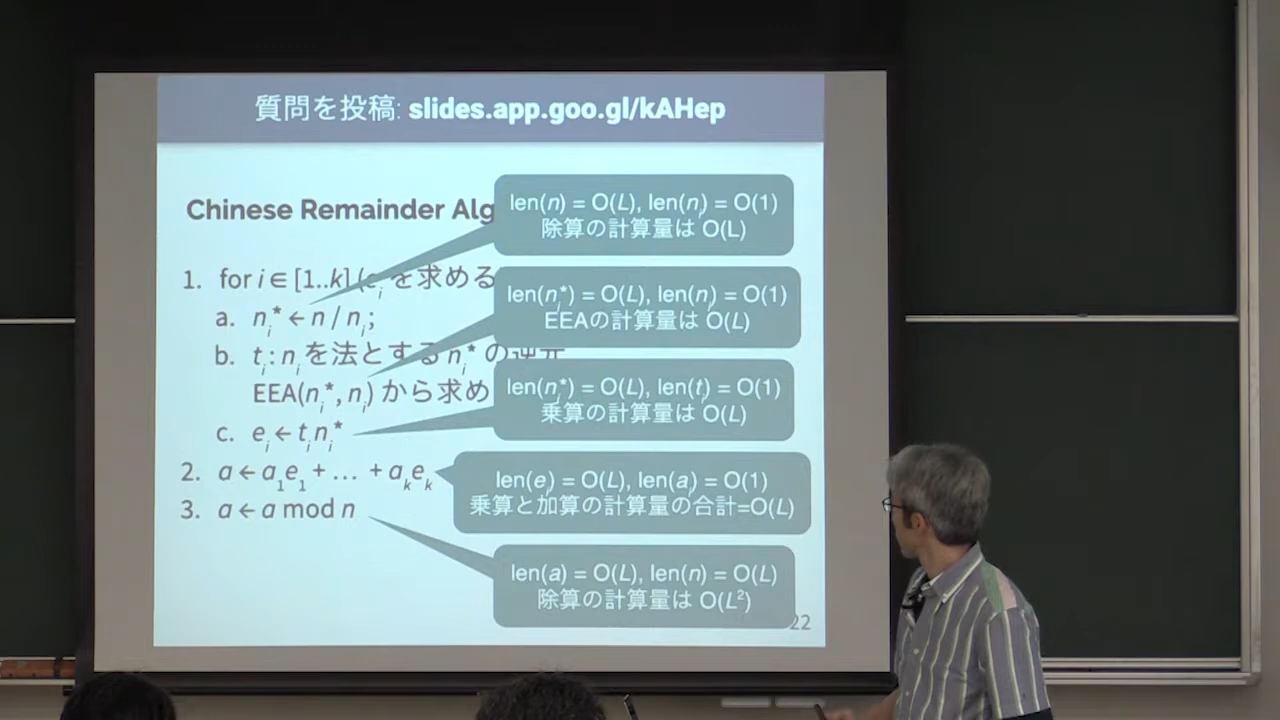 質問を投稿: slides.app.goo.gl/kAHep
Chinese Remainder Alg
len(n) = O(L), len(nᵢ) = O(1)
除算の計算量は O(L)
1. for i ∈ [1..k] (eᵢ を求める
a. nᵢ* ← n / nᵢ;
len(nᵢ*) = O(L), len(nᵢ) = O(1)
EEAの計算量は O(L)
b. tᵢ : nᵢ を法とする nᵢ* の逆元
EEA(nᵢ*, nᵢ) から求め
len(nᵢ*) = O(L), len(tᵢ) = O(1)
乗算の計算量は O(L)
c. eᵢ ← tᵢnᵢ*
2. a ← a₁e₁ + … + aₖeₖ
len(eᵢ) = O(L), len(aᵢ) = O(1)
乗算と加算の計算量の合計=O(L)
3. a ← a mod n
len(a) = O(L), len(n) = O(L)
除算の計算量は O(L²)
22